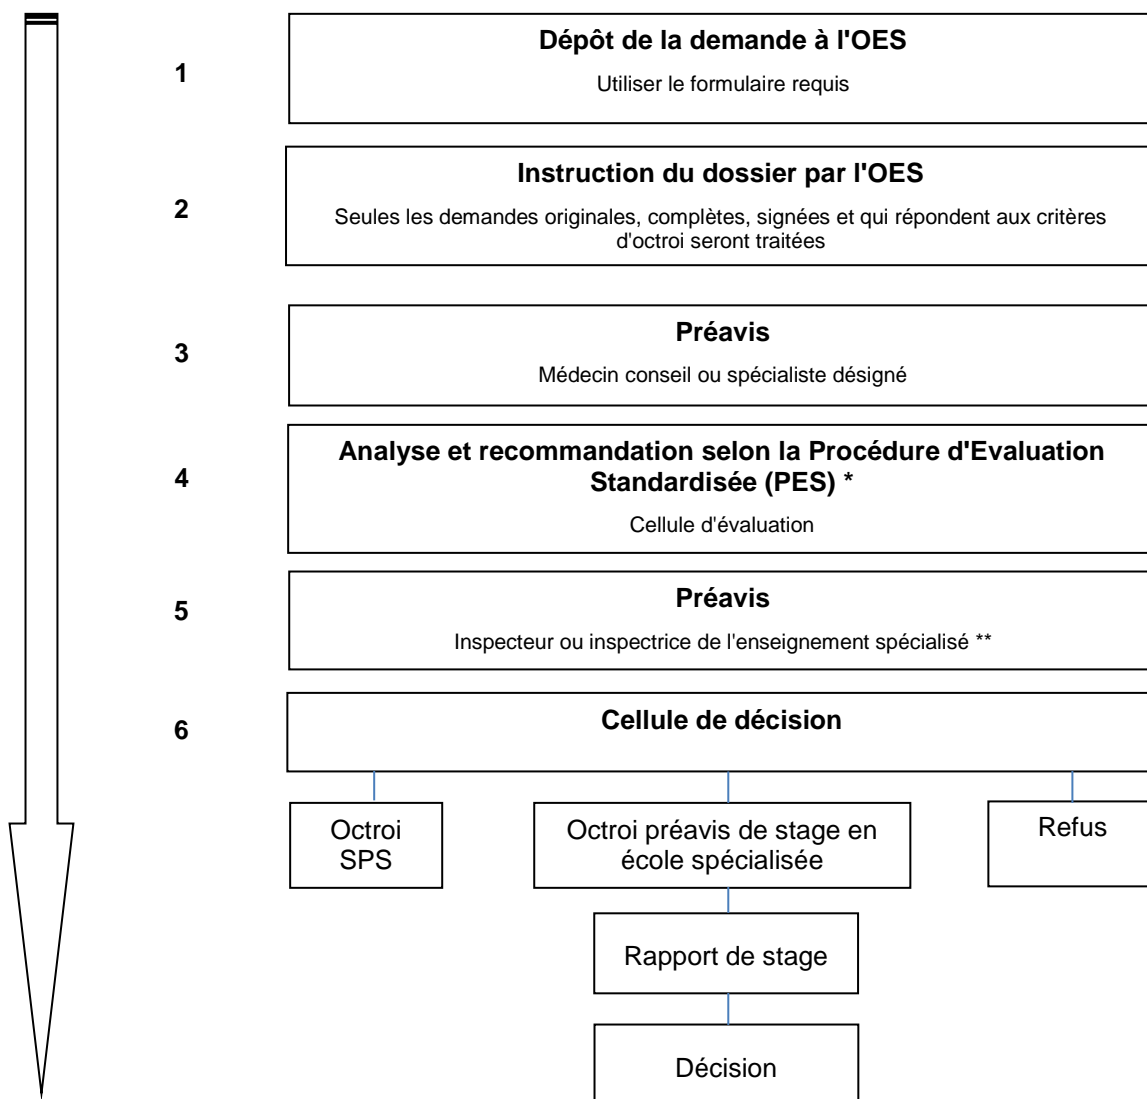 Dépôt de la demande à l'OES
1
Utiliser le formulaire requis
Instruction du dossier par l'OES
2
Seules les demandes originales, complètes, signées et qui répondent aux critères
d'octroi seront traitées
Préavis
3
Médecin conseil ou spécialiste désigné
Analyse et recommandation selon la Procédure d'Evaluation
4
Standardisée (PES) *
Cellule d'évaluation
Préavis
5
Inspecteur ou inspectrice de l'enseignement spécialisé **
Cellule de décision
6
Octroi
SPS
Octroi préavis de stage en
école spécialisée
Refus
Rapport de stage
Décision